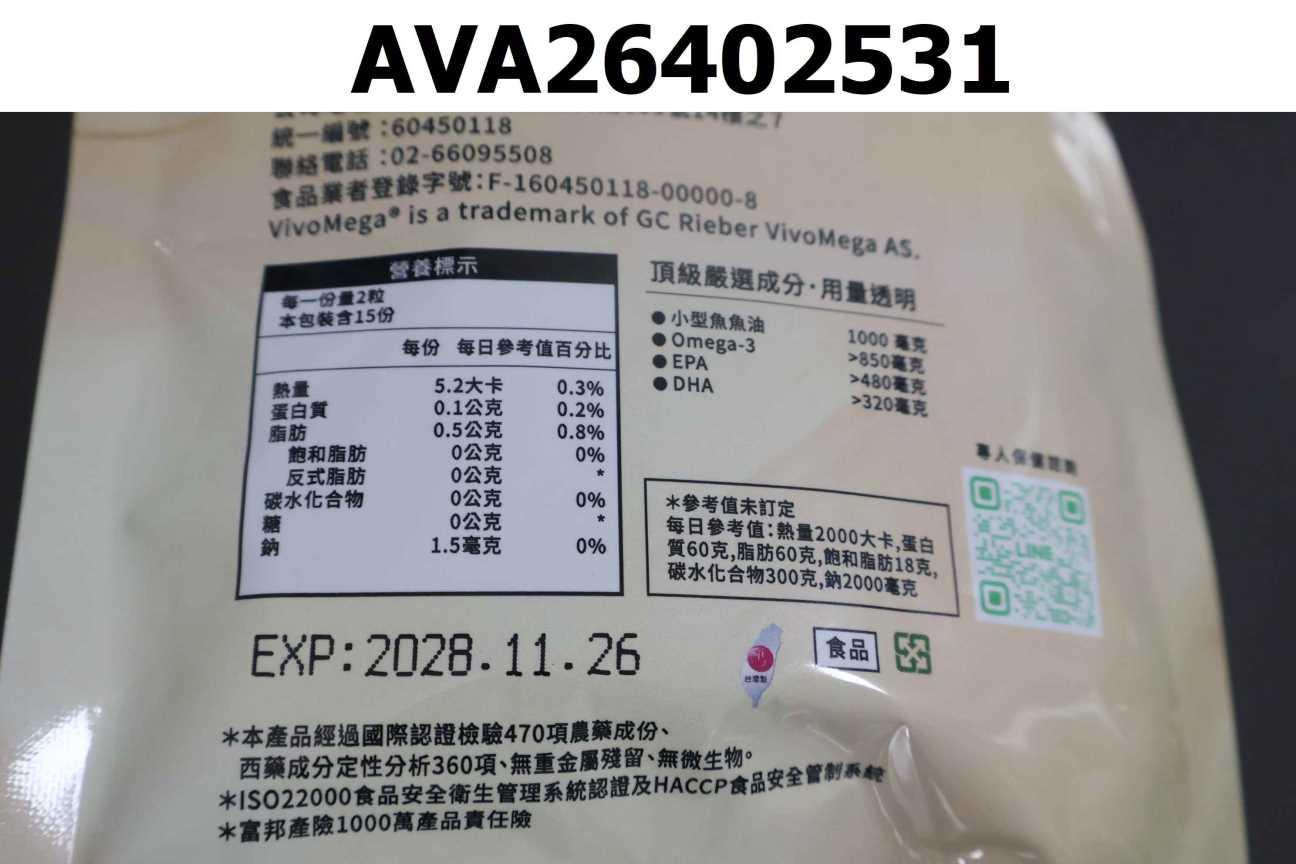 AVA26402531
統一編號:60450118
聯絡電話:02-66095508
食品業者登錄字號:F-160450118-00000-8
VivoMega® is a trademark of GC Rieber VivoMega AS.
營養標示
每一份量2粒
本包裝含15份
每份 每日參考值百分比
熱量 5.2大卡 0.3%
蛋白質 0.1公克 0.2%
脂肪 0.5公克 0.8%
飽和脂肪 0公克 0%
反式脂肪 0公克 *
碳水化合物 0公克 0%
糖 0公克 *
鈉 1.5毫克 0%
頂級嚴選成分·用量透明
●小型魚魚油 1000 毫克
●Omega-3 >850毫克
●EPA >480毫克
●DHA >320毫克
專人保健諮詢
LINE
*參考值未訂定
每日參考值:熱量2000大卡,蛋白
質60克,脂肪60克,飽和脂肪18克,
碳水化合物300克,鈉2000毫克
EXP:2028.11.26
台灣製
食品
*本產品經過國際認證檢驗470項農藥成份、
西藥成分定性分析360項、無重金屬殘留、無微生物。
*ISO22000食品安全衛生管理系統認證及HACCP食品安全管制系統
*富邦產險1000萬產品責任險